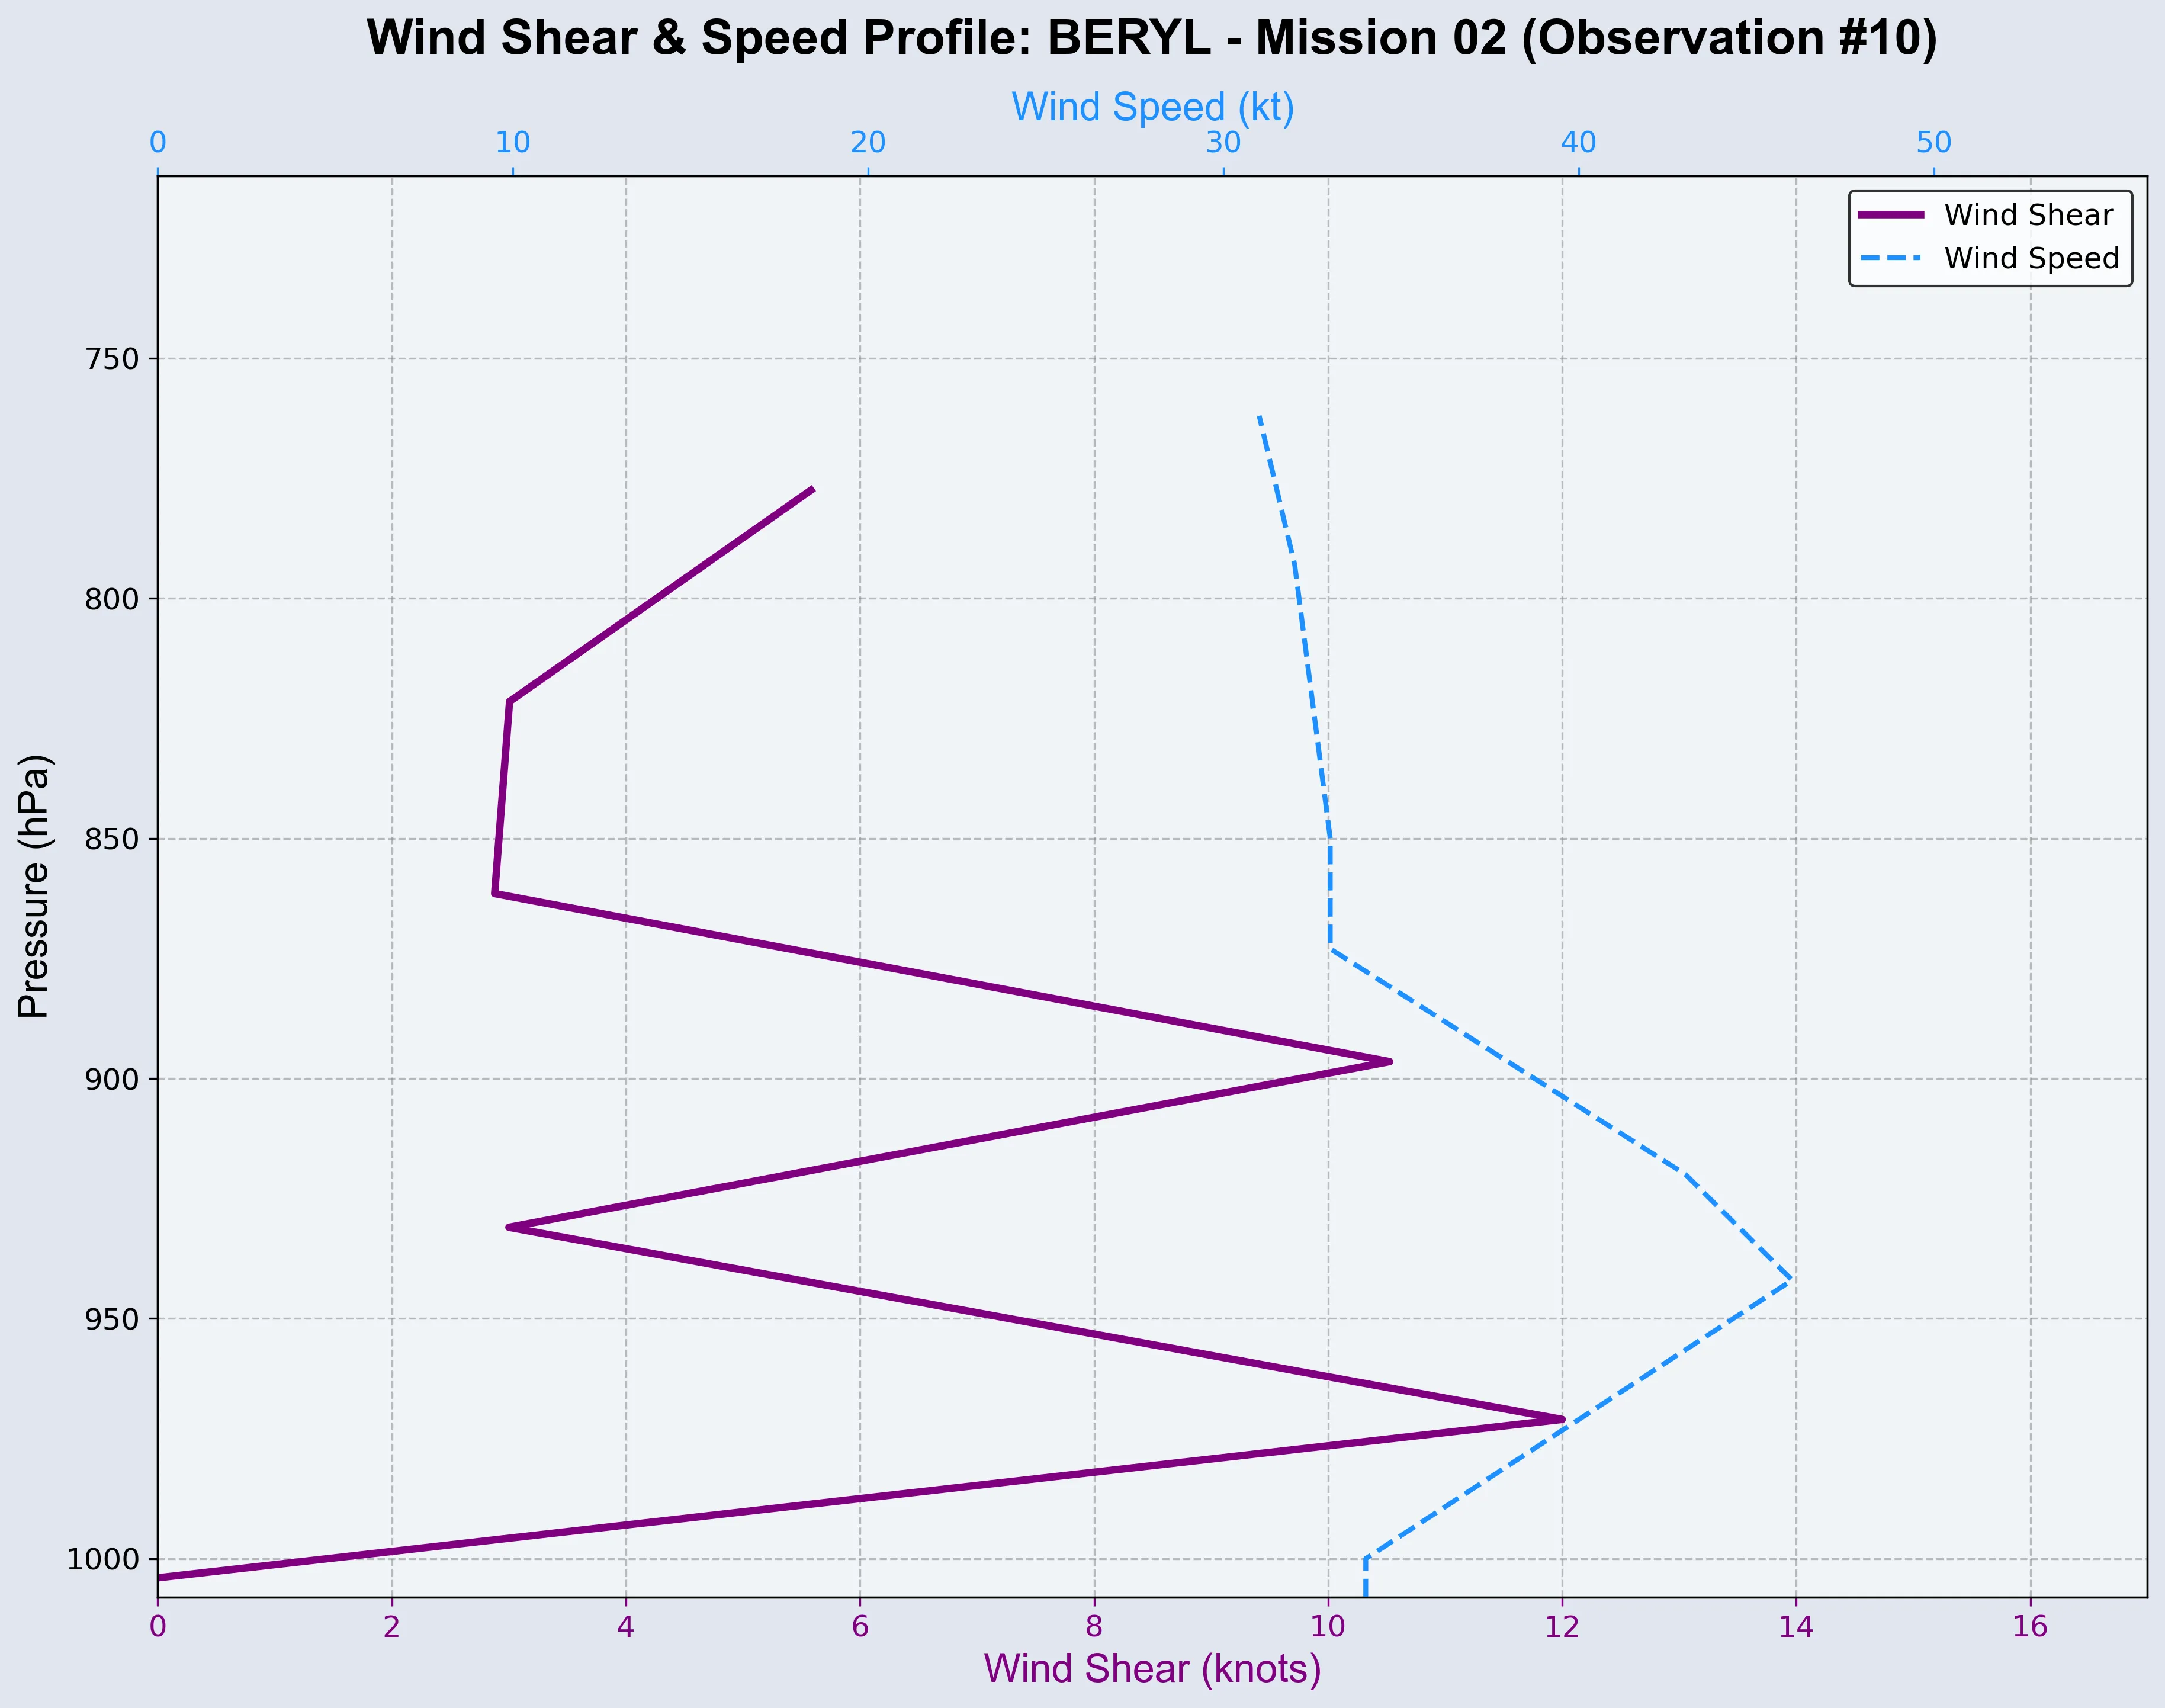 Wind Shear & Speed Profile: BERYL - Mission 02 (Observation #10)
Wind Speed (kt)
0 10 20 30 40 50
Wind Shear
Wind Speed
750
800
850
900
950
1000
Pressure (hPa)
0 2 4 6 8 10 12 14 16
Wind Shear (knots)